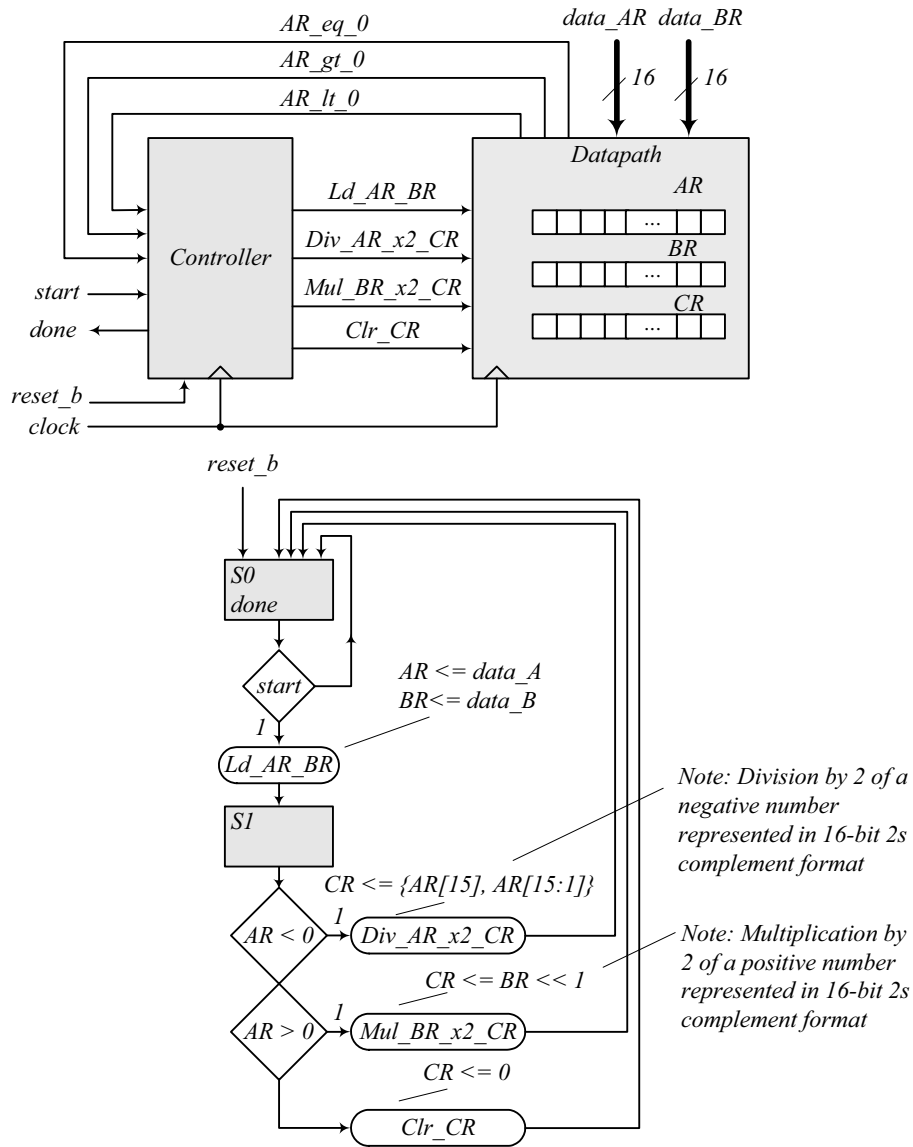 data_AR data_BR
AR_eq_0
AR_gt_0
16 16
AR_lt_0
Datapath
AR
Ld_AR_BR
...
Div_AR_x2_CR
BR
Controller
...
start
Mul_BR_x2_CR
CR
done
Clr_CR
...
reset_b
clock
reset_b
S0
done
start
AR <= data_A
BR<= data_B
1
Ld_AR_BR
S1
Note: Division by 2 of a
negative number
represented in 16-bit 2s
complement format
CR <= {AR[15], AR[15:1]}
AR < 0
1
Div_AR_x2_CR
Note: Multiplication by
2 of a positive number
represented in 16-bit 2s
complement format
CR <= BR << 1
AR > 0
1
Mul_BR_x2_CR
CR <= 0
Clr_CR